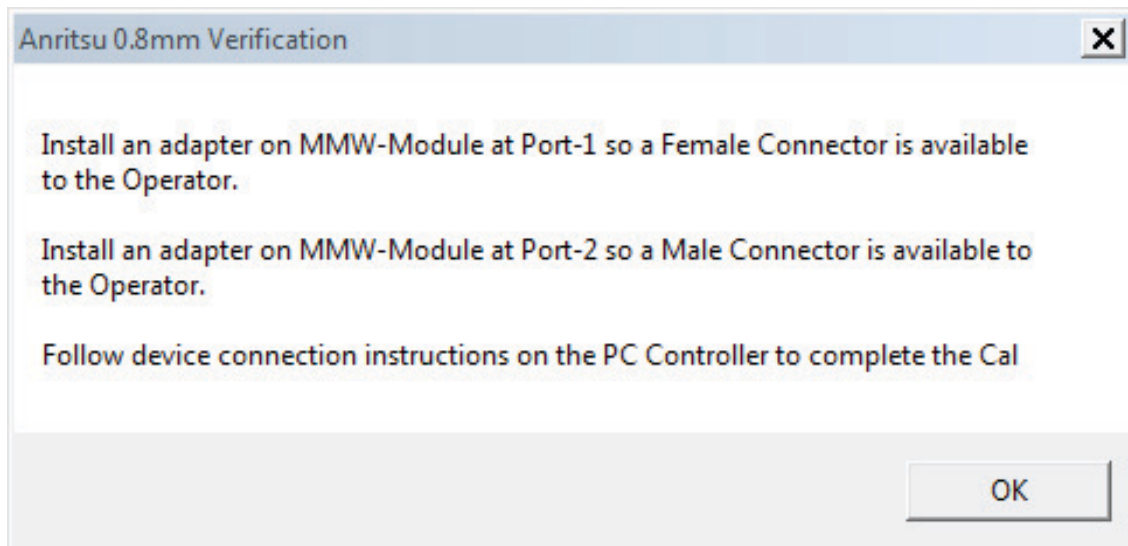 Anritsu 0.8mm Verification
Install an adapter on MMW-Module at Port-1 so a Female Connector is available
to the Operator.
Install an adapter on MMW-Module at Port-2 so a Male Connector is available to
the Operator.
Follow device connection instructions on the PC Controller to complete the Cal
OK